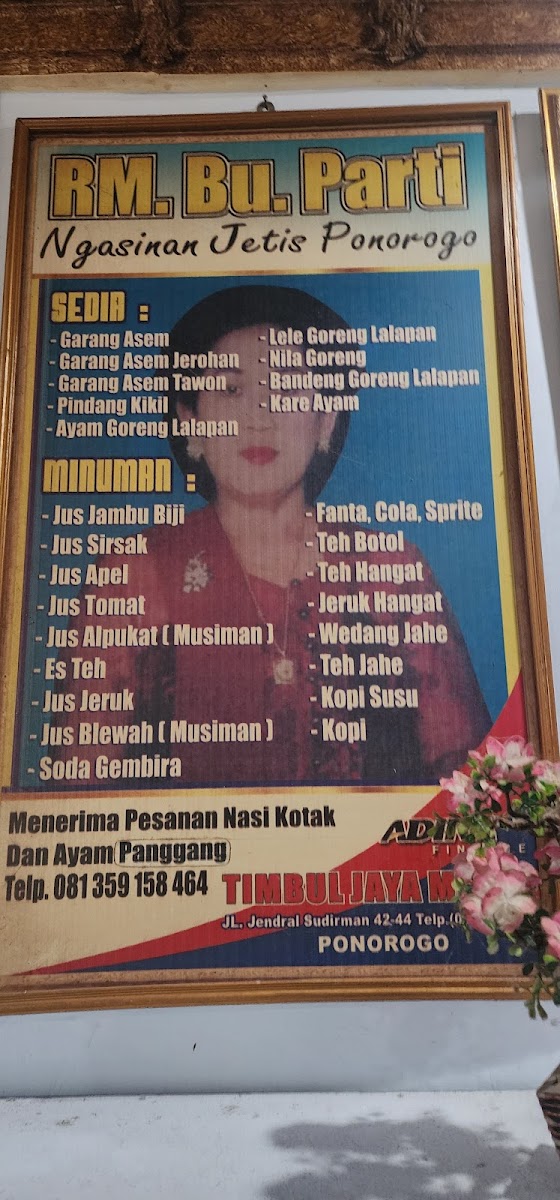 RM. Bu. Parti
Ngasinan Jetis Ponorogo
SEDIA :
- Garang Asem
- Garang Asem Jerohan
- Garang Asem Tawon
- Pindang Kikil
- Ayam Goreng Lalapan
- Lele Goreng Lalapan
- Nila Goreng
- Bandeng Goreng Lalapan
- Kare Ayam
MINUMAN :
- Jus Jambu Biji
- Jus Sirsak
- Jus Apel
- Jus Tomat
- Jus Alpukat ( Musiman )
- Es Teh
- Jus Jeruk
- Jus Blewah ( Musiman )
- Soda Gembira
- Fanta, Cola, Sprite
- Teh Botol
- Teh Hangat
- Jeruk Hangat
- Wedang Jahe
- Teh Jahe
- Kopi Susu
- Kopi
Menerima Pesanan Nasi Kotak
Dan Ayam Panggang
Telp. 081 359 158 464
TIMBUL JAYA
JL. Jendral Sudirman 42-44 Telp.(0
PONOROGO